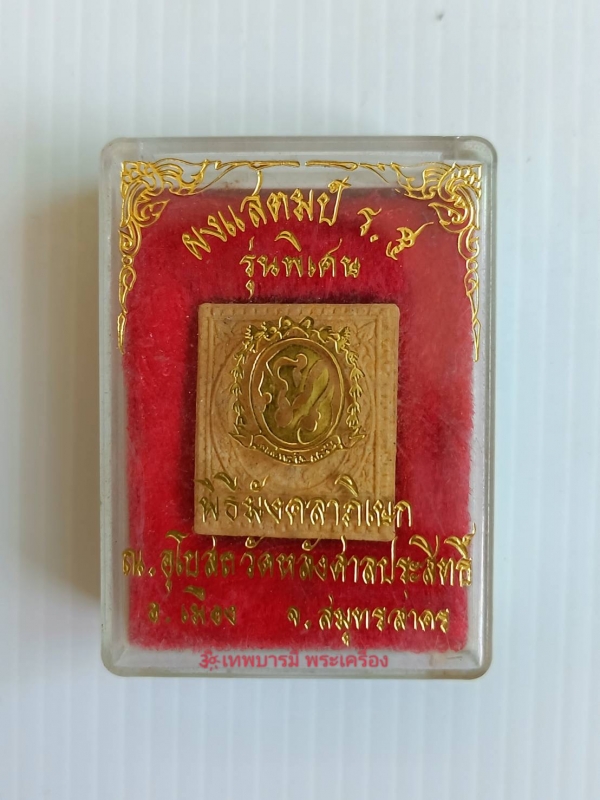 ผงแสตมป์ ร.๕
รุ่นพิเศษ
พิธีมังคลาภิเษก
ณ.อุโบสถวัดหลังศาลประสิทธิ์
อ.เมือง จ.สมุทรสาคร
เทพบารมี พระเครื่อง